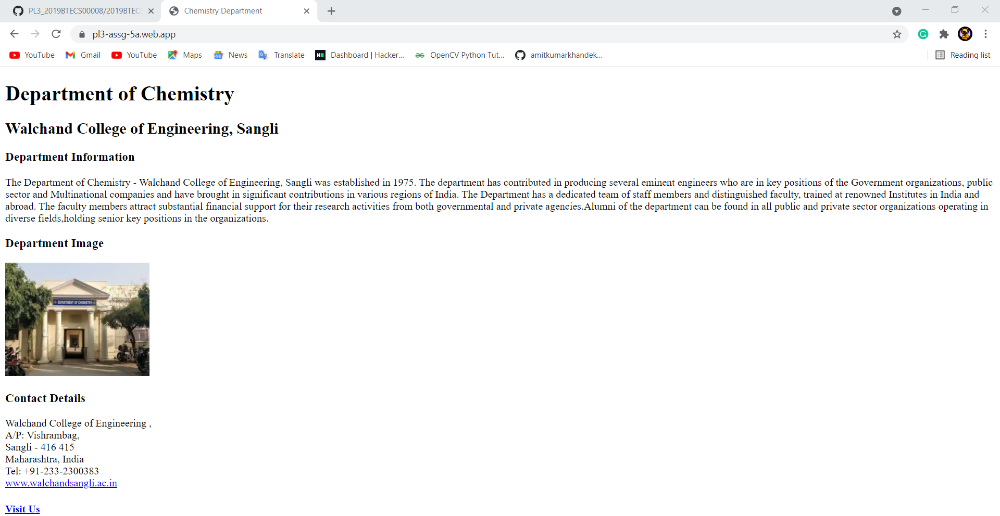 PL3_2019BTECS00008/2019BTECS
Chemistry Department
pl3-assg-5a.web.app
YouTube
Gmail
YouTube
Maps
News
Translate
Dashboard | Hacker...
OpenCV Python Tut...
amitkumarkhandek...
Reading list
Department of Chemistry
Walchand College of Engineering, Sangli
Department Information
The Department of Chemistry - Walchand College of Engineering, Sangli was established in 1975. The department has contributed in producing several eminent engineers who are in key positions of the Government organizations, public
sector and Multinational companies and have brought in significant contributions in various regions of India. The Department has a dedicated team of staff members and distinguished faculty, trained at renowned Institutes in India and
abroad. The faculty members attract substantial financial support for their research activities from both governmental and private agencies.Alumni of the department can be found in all public and private sector organizations operating in
diverse fields,holding senior key positions in the organizations.
Department Image
DEPARTMENT OF CHEMISTRY
Contact Details
Walchand College of Engineering ,
A/P: Vishrambag,
Sangli - 416 415
Maharashtra, India
Tel: +91-233-2300383
www.walchandsangli.ac.in
Visit Us